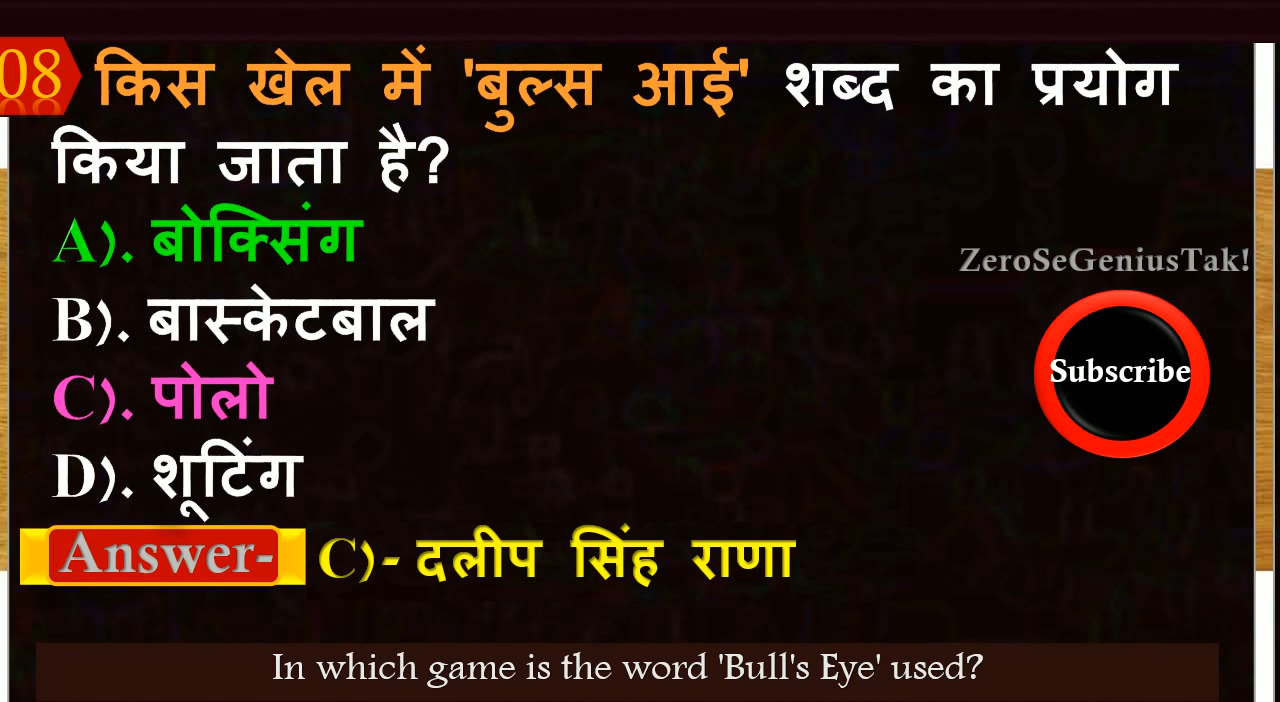 08 किस खेल में 'बुल्स आई' शब्द का प्रयोग
किया जाता है?
A). बोक्सिंग
ZeroSeGeniusTak!
B). बास्केटबाल
Subscribe
C). पोलो
D). शूटिंग
Answer- C)- दलीप सिंह राणा
In which game is the word 'Bull's Eye' used?